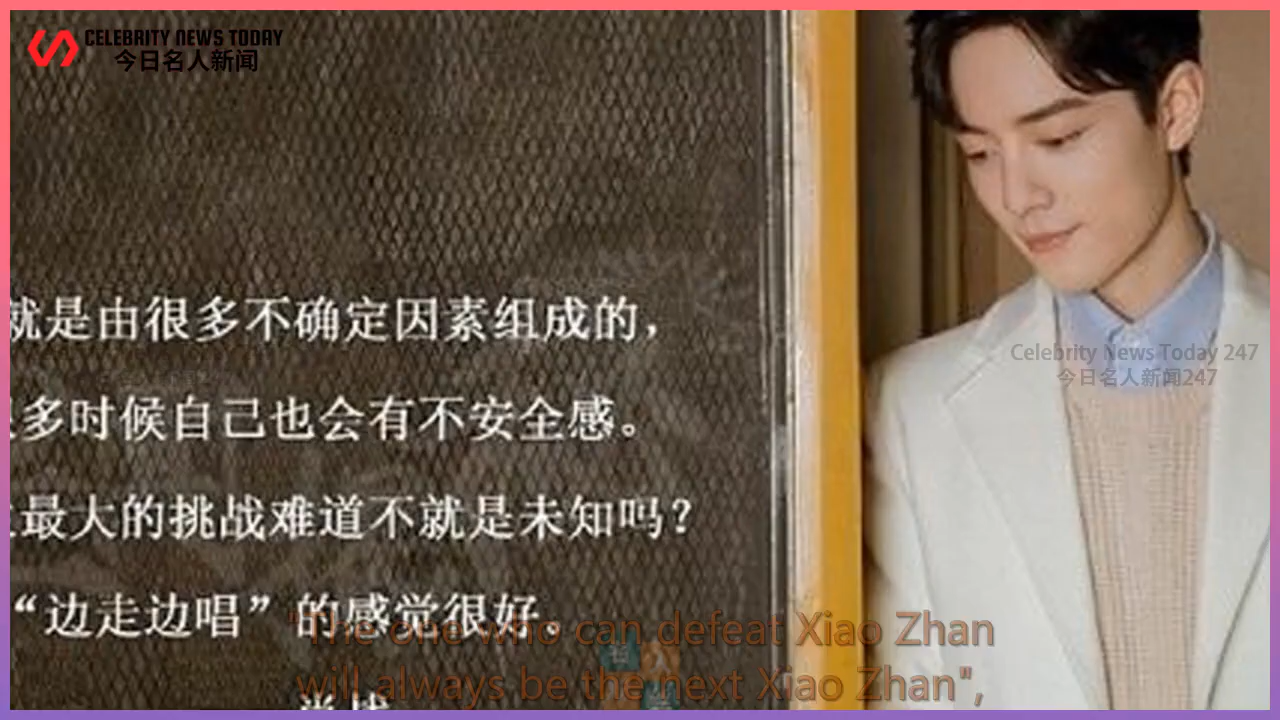 CELEBRITY NEWS TODAY
今日名人新闻
就是由很多不确定因素组成的，
多时候自己也会有不安全感。
Celebrity News Today 247
今日名人新闻247
最大的挑战难道不就是未知吗？
“边走边唱”的感觉很好。
"The one who can defeat Xiao Zhan
will always be the next Xiao Zhan",